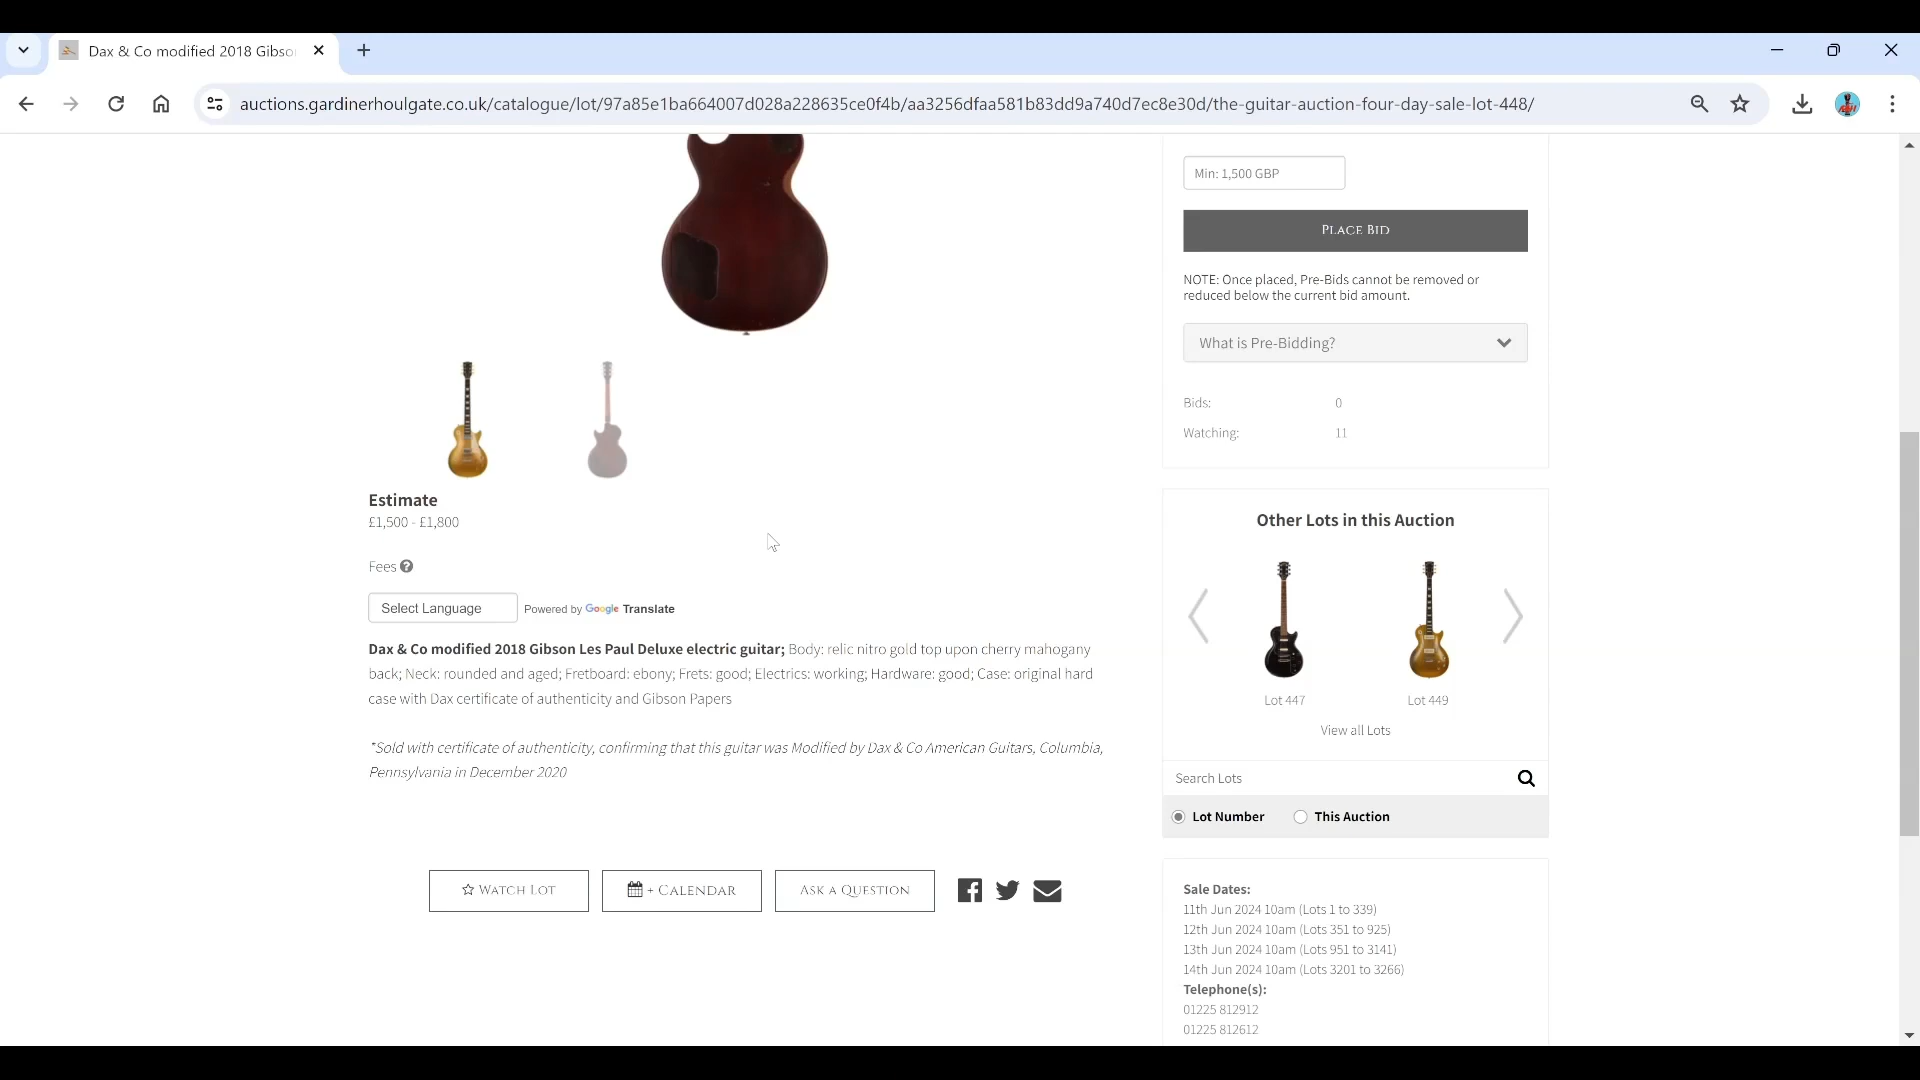 Dax & Co modified 2018 Gibso
auctions.gardinerhoulgate.co.uk/catalogue/lot/97a85e1ba664007d028a228635ce0f4b/aa3256dfaa581b83dd9a740d7ec8e30d/the-guitar-auction-four-day-sale-lot-448/
Min: 1,500 GBP
PLACE BID
NOTE: Once placed, Pre-Bids cannot be removed or
reduced below the current bid amount.
What is Pre-Bidding?
Bids: 0
Watching: 11
Estimate
£1,500 - £1,800
Fees ?
Select Language Powered by Google Translate
Dax & Co modified 2018 Gibson Les Paul Deluxe electric guitar; Body: relic nitro gold top upon cherry mahogany
back; Neck: rounded and aged; Fretboard: ebony; Frets: good; Electrics: working; Hardware: good; Case: original hard
case with Dax certificate of authenticity and Gibson Papers
*Sold with certificate of authenticity, confirming that this guitar was Modified by Dax & Co American Guitars, Columbia,
Pennsylvania in December 2020
WATCH LOT
+ CALENDAR
ASK A QUESTION
Other Lots in this Auction
Lot 447 Lot 449
View all Lots
Search Lots
Lot Number This Auction
Sale Dates:
11th Jun 2024 10am (Lots 1 to 339)
12th Jun 2024 10am (Lots 351 to 925)
13th Jun 2024 10am (Lots 951 to 3141)
14th Jun 2024 10am (Lots 3201 to 3266)
Telephone(s):
01225 812912
01225 812612